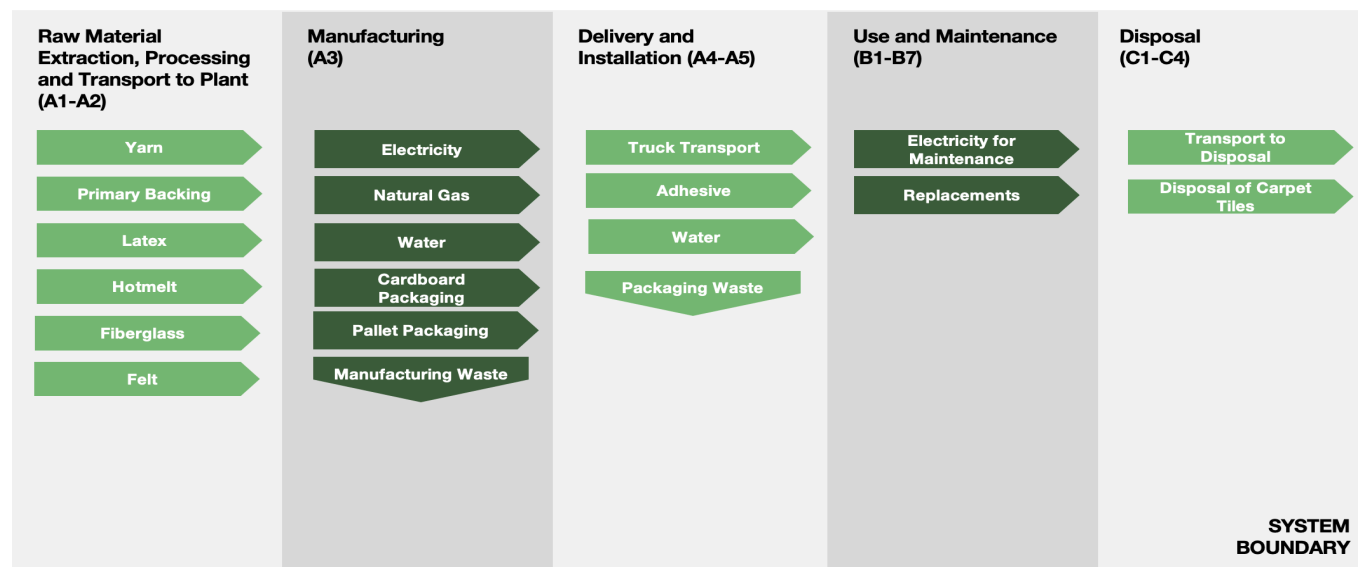 Raw Material
Extraction, Processing
and Transport to Plant
(A1-A2)
Yarn
Primary Backing
Latex
Hotmelt
Fiberglass
Felt
Manufacturing
(A3)
Electricity
Natural Gas
Water
Cardboard
Packaging
Pallet Packaging
Manufacturing Waste
Delivery and
Installation (A4-A5)
Truck Transport
Adhesive
Water
Packaging Waste
Use and Maintenance
(B1-B7)
Electricity for
Maintenance
Replacements
Disposal
(C1-C4)
Transport to
Disposal
Disposal of Carpet
Tiles
SYSTEM
BOUNDARY